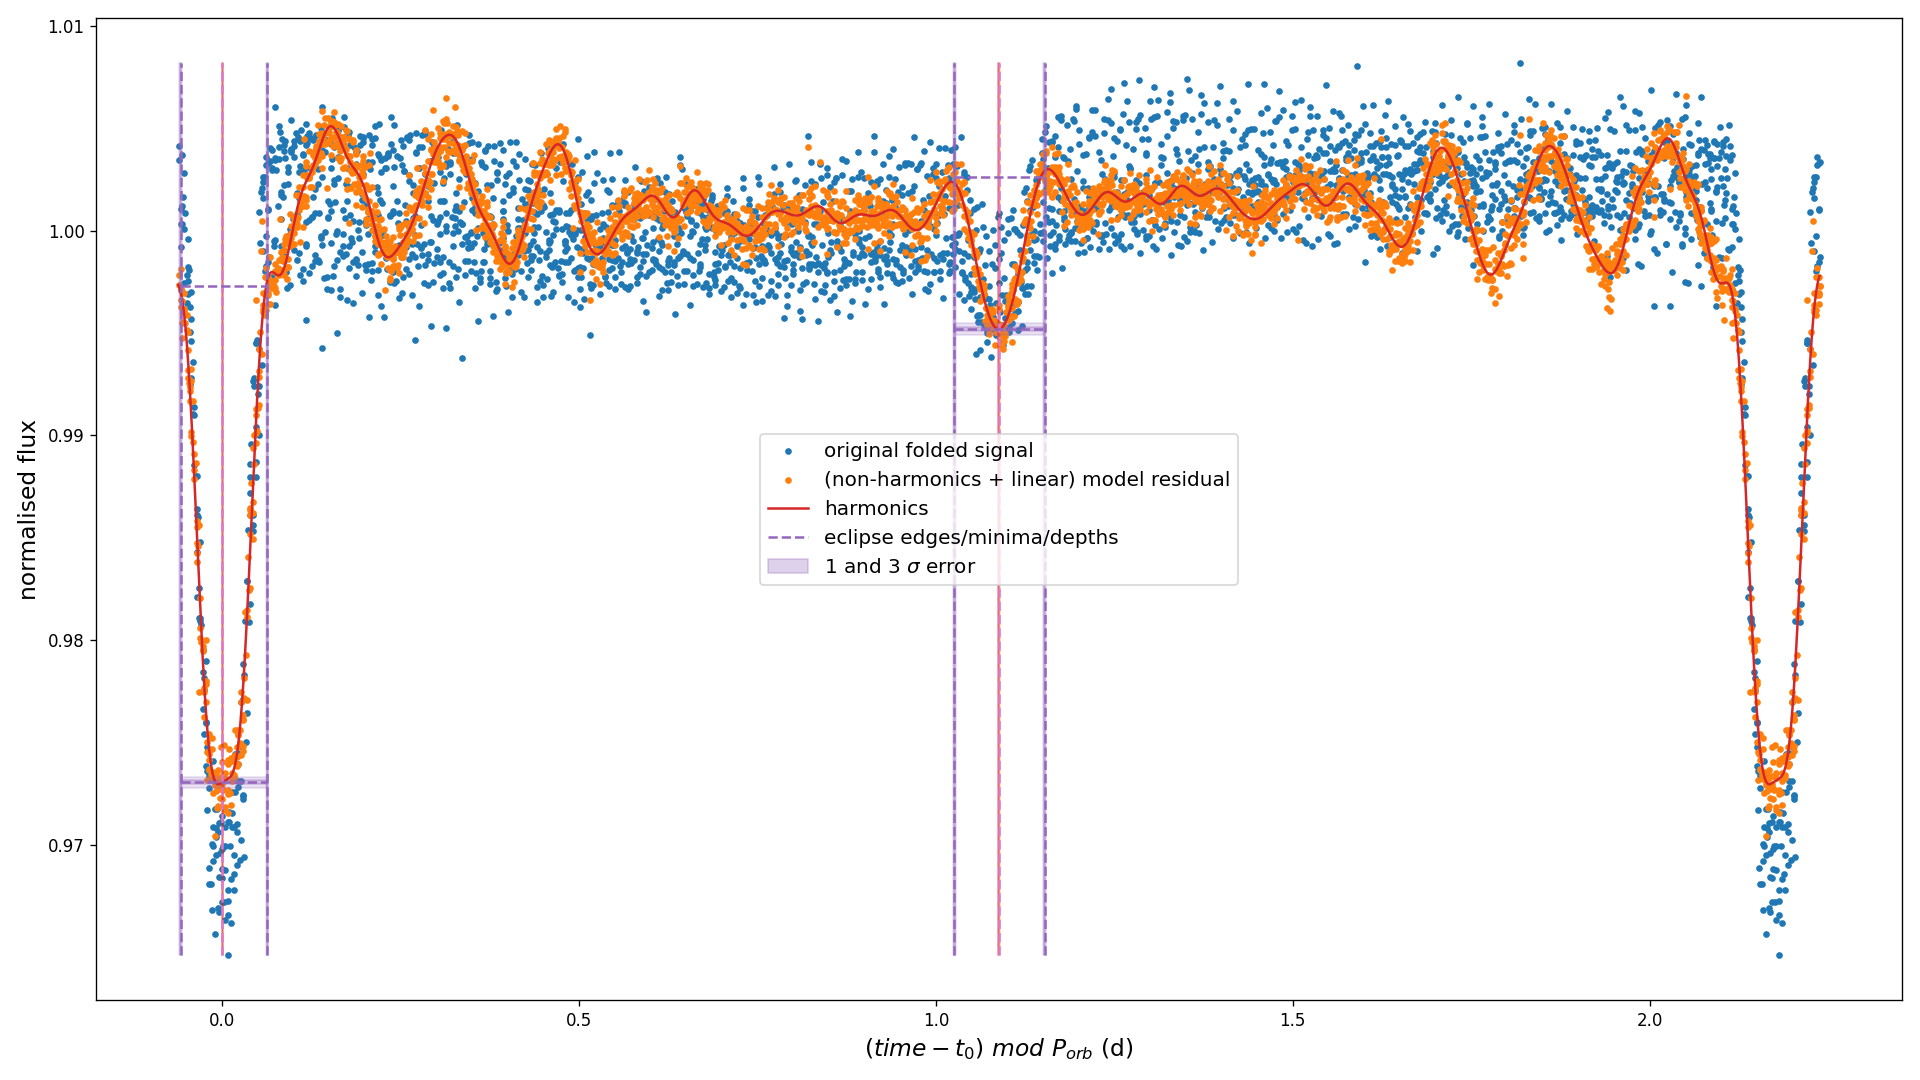 1.01
1.00
0.99
0.98
0.97
normalised flux
original folded signal
(non-harmonics + linear) model residual
harmonics
eclipse edges/minima/depths
1 and 3 σ error
0.0 0.5 1.0 1.5 2.0
(time − t₀) mod P_orb (d)